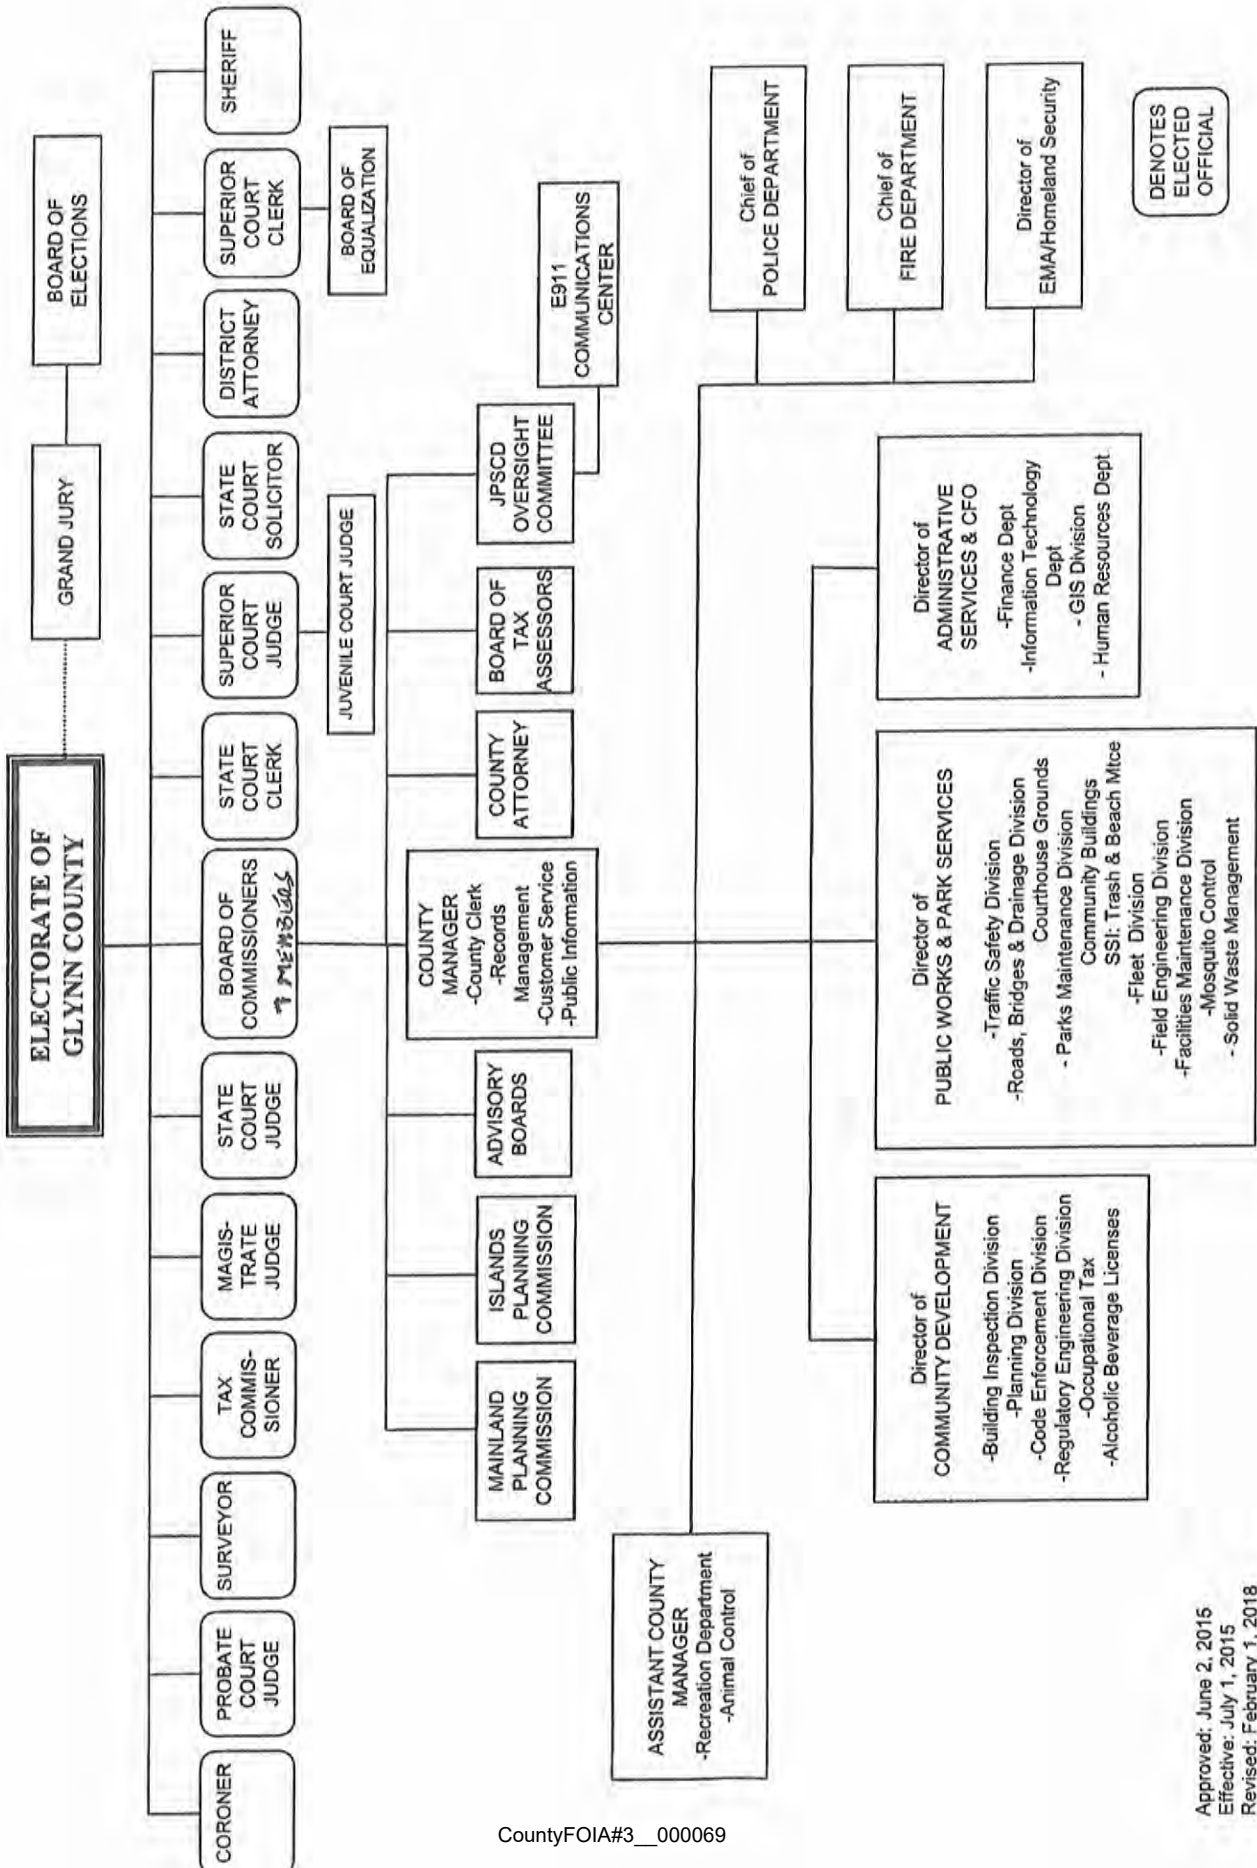 ELECTORATE OF
GLYNN COUNTY
GRAND JURY
BOARD OF
ELECTIONS
CORONER
PROBATE
COURT
JUDGE
SURVEYOR
TAX
COMMIS-
SIONER
MAGIS-
TRATE
JUDGE
STATE
COURT
JUDGE
BOARD OF
COMMISSIONERS
7 MEMBERS
STATE
COURT
CLERK
SUPERIOR
COURT
JUDGE
STATE
COURT
SOLICITOR
DISTRICT
ATTORNEY
SUPERIOR
COURT
CLERK
SHERIFF
JUVENILE COURT JUDGE
BOARD OF
EQUALIZATION
MAINLAND
PLANNING
COMMISSION
ISLANDS
PLANNING
COMMISSION
ADVISORY
BOARDS
COUNTY
MANAGER
-County Clerk
-Records
Management
-Customer Service
-Public Information
COUNTY
ATTORNEY
BOARD OF
TAX
ASSESSORS
JPSCD
OVERSIGHT
COMMITTEE
E911
COMMUNICATIONS
CENTER
ASSISTANT COUNTY
MANAGER
-Recreation Department
-Animal Control
Chief of
POLICE DEPARTMENT
Chief of
FIRE DEPARTMENT
Director of
EMA/Homeland Security
Director of
COMMUNITY DEVELOPMENT
-Building Inspection Division
-Planning Division
-Code Enforcement Division
-Regulatory Engineering Division
-Occupational Tax
-Alcoholic Beverage Licenses
Director of
PUBLIC WORKS & PARK SERVICES
-Traffic Safety Division
-Roads, Bridges & Drainage Division
Courthouse Grounds
- Parks Maintenance Division
Community Buildings
SSI: Trash & Beach Mtce
-Fleet Division
-Field Engineering Division
-Facilities Maintenance Division
-Mosquito Control
- Solid Waste Management
Director of
ADMINISTRATIVE
SERVICES & CFO
-Finance Dept
-Information Technology
Dept
- GIS Division
- Human Resources Dept.
DENOTES
ELECTED
OFFICIAL
Approved: June 2, 2015
Effective: July 1, 2015
Revised: February 1, 2018
CountyFOIA#3__000069